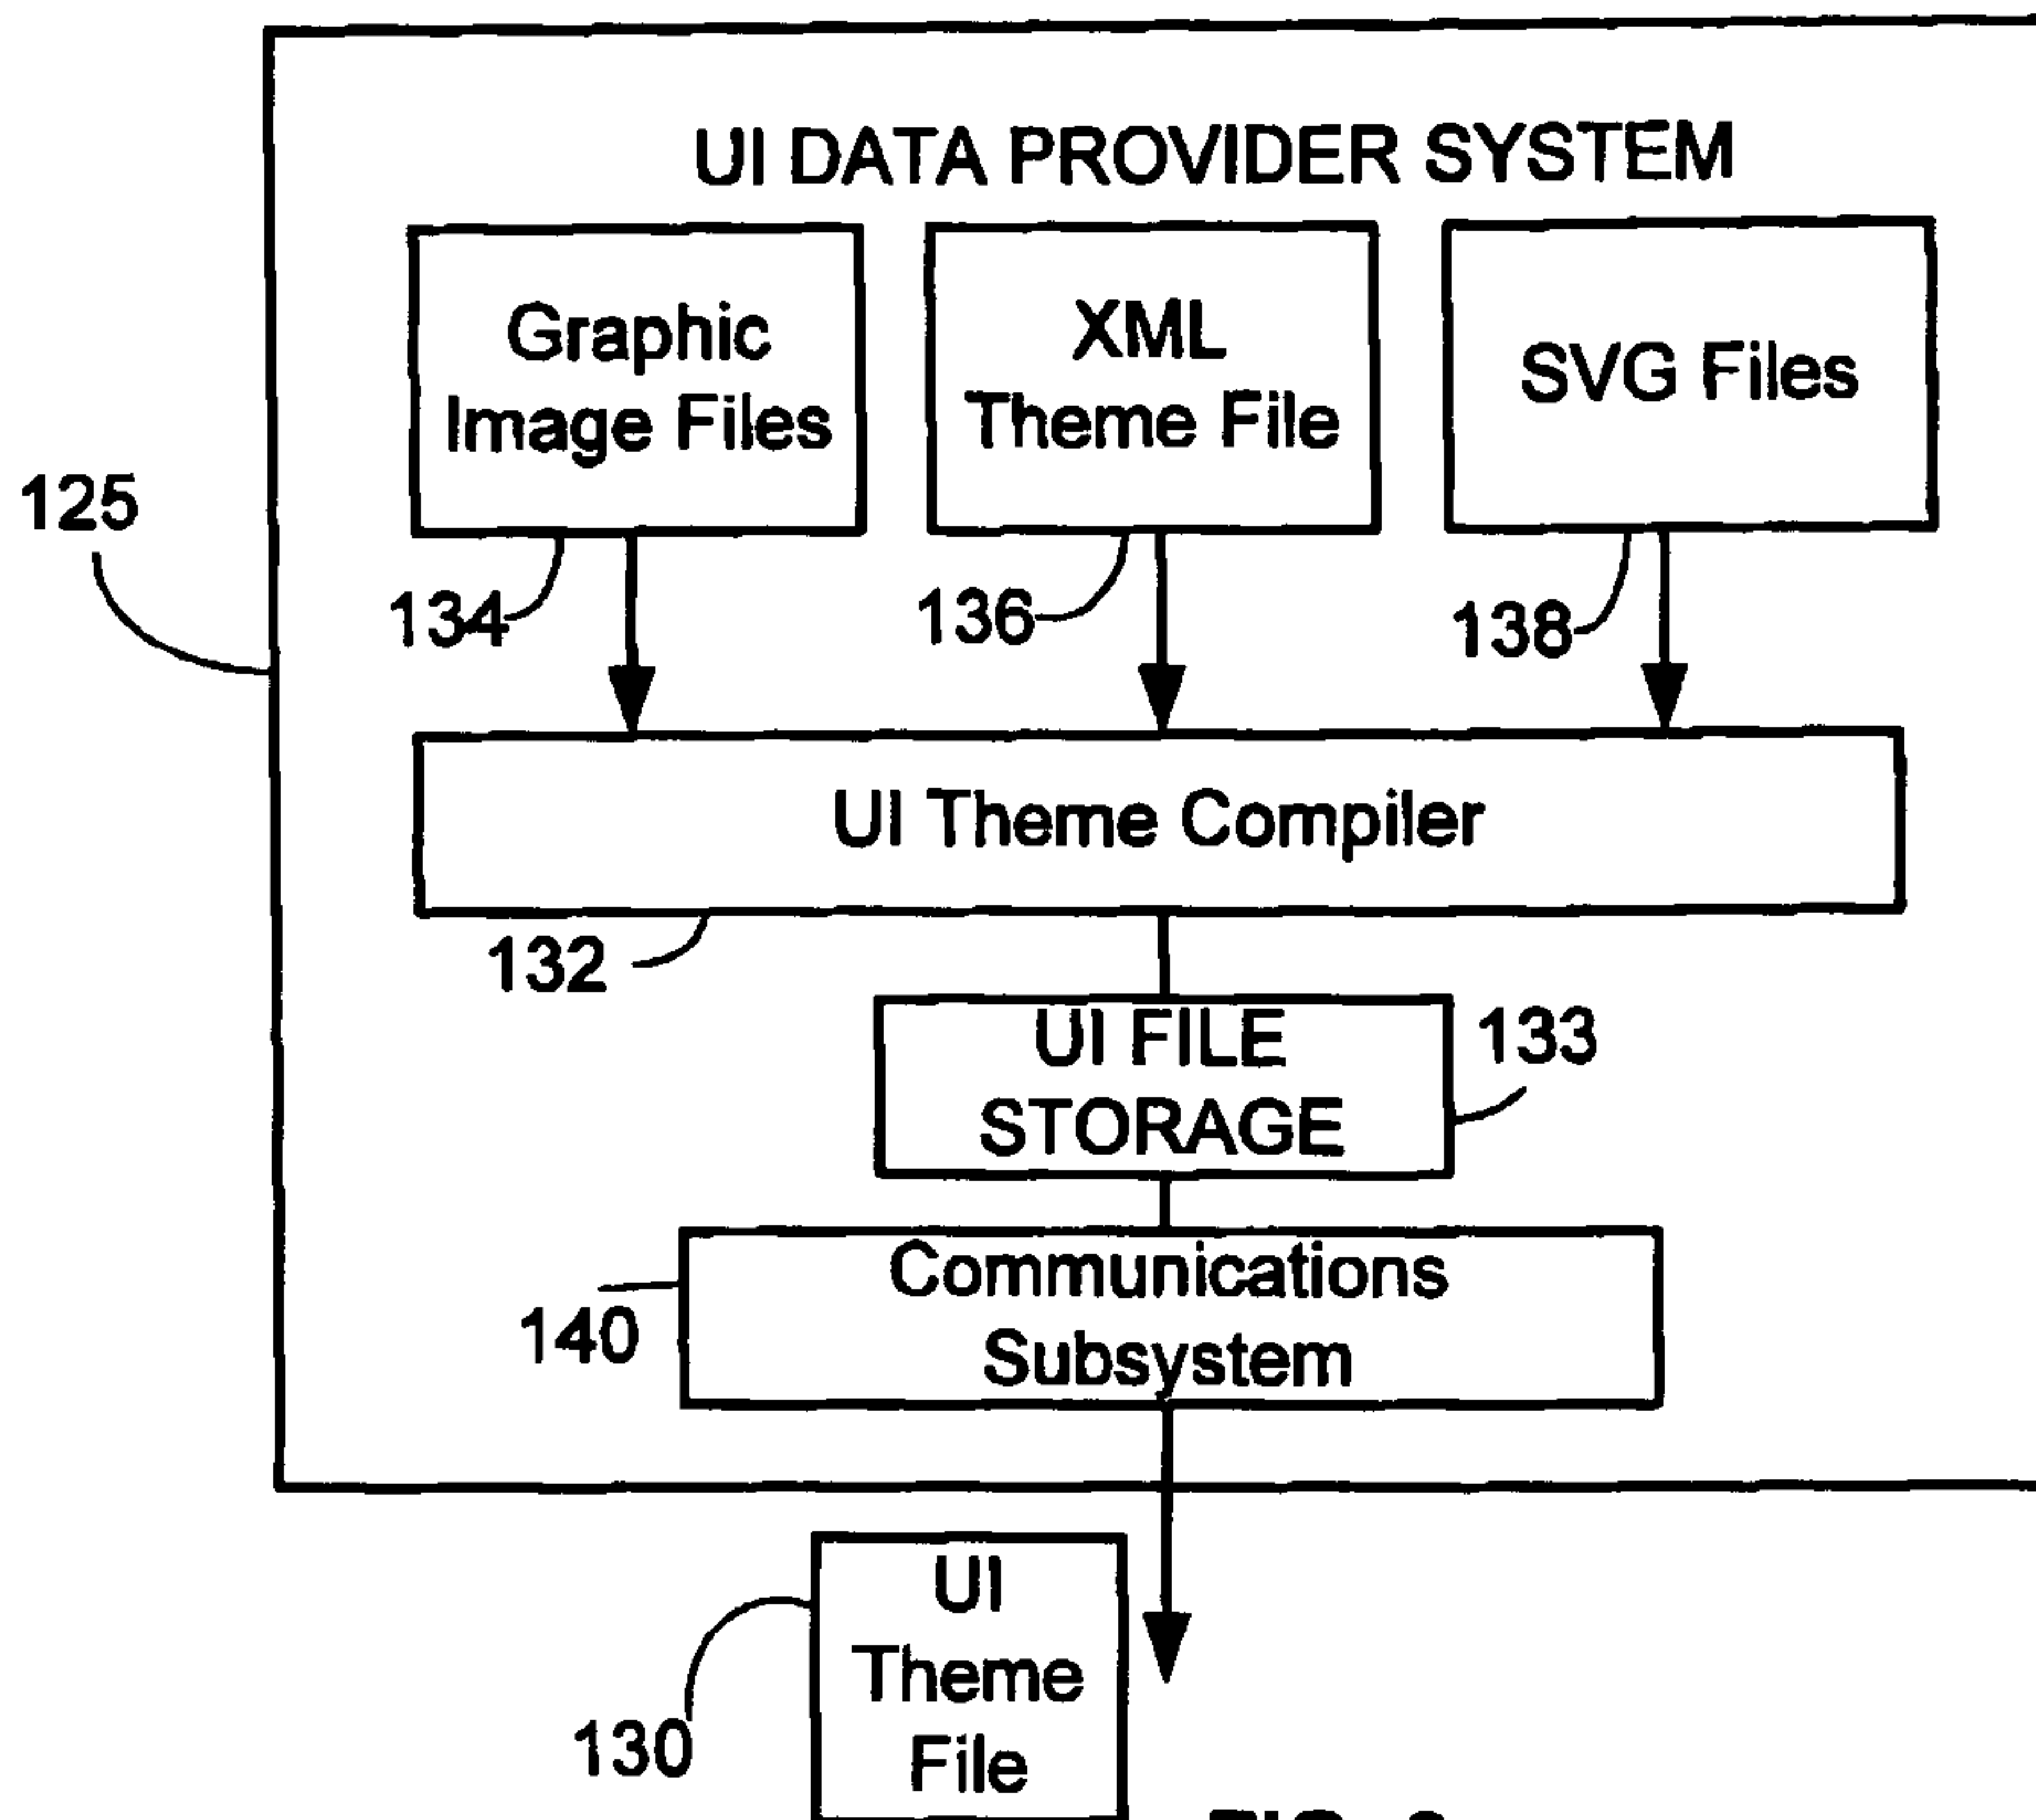 UI DATA PROVIDER SYSTEM
Graphic
Image Files
XML
Theme File
SVG Files
125
134
136
138
UI Theme Compiler
132
UI FILE
STORAGE
133
Communications
Subsystem
140
UI
Theme
File
130